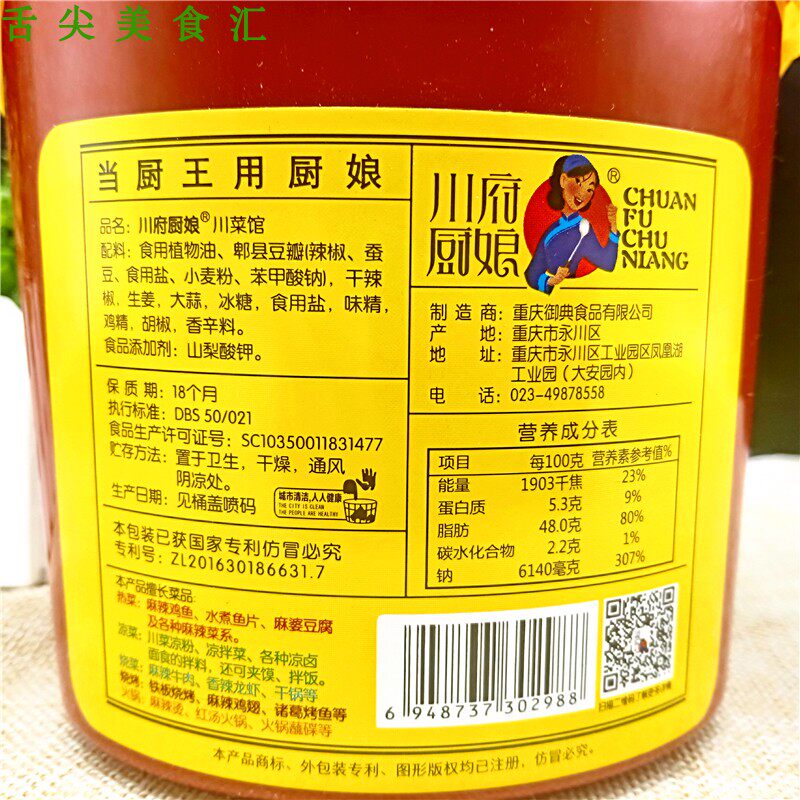 舌尖美食汇
当厨王用厨娘
品名：川府厨娘®川菜馆
配料：食用植物油、郫县豆瓣(辣椒、蚕
豆、食用盐、小麦粉、苯甲酸钠)，干辣
椒，生姜，大蒜，冰糖，食用盐，味精，
鸡精，胡椒，香辛料。
食品添加剂：山梨酸钾。
保质期：18个月
执行标准：DBS 50/021
食品生产许可证号：SC10350011831477
贮存方法：置于卫生，干燥，通风
阴凉处。
生产日期：见桶盖喷码
城市清洁,人人健康
THE CITY IS CLEAN
THE PEOPLE ARE HEALTHY
本包装已获国家专利仿冒必究
专利号：ZL201630186631.7
本产品擅长菜品:
热菜：麻辣鸡鱼、水煮鱼片、麻婆豆腐
及各种麻辣菜系。
凉菜：川菜凉粉、凉拌菜、各种凉卤
面食的拌料，还可夹馍、拌饭。
烧菜：麻辣牛肉、香辣龙虾、干锅等
烧烤：铁板烧烤、麻辣鸡翅、诸葛烤鱼等
火锅：麻辣烫、红汤火锅、火锅蘸碟等
川府
厨娘
®
CHUAN
FU
CHU
NIANG
制造商：重庆御典食品有限公司
产地：重庆市永川区
地址：重庆市永川区工业园区凤凰湖
工业园（大安园内）
电话：023-49878558
营养成分表
项目 每100克 营养素参考值%
能量 1903千焦 23%
蛋白质 5.3克 9%
脂肪 48.0克 80%
碳水化合物 2.2克 1%
钠 6140毫克 307%
6 948737 302988
扫描二维码了解更多详情
本产品商标、外包装专利、图形版权均已注册，仿冒必究。